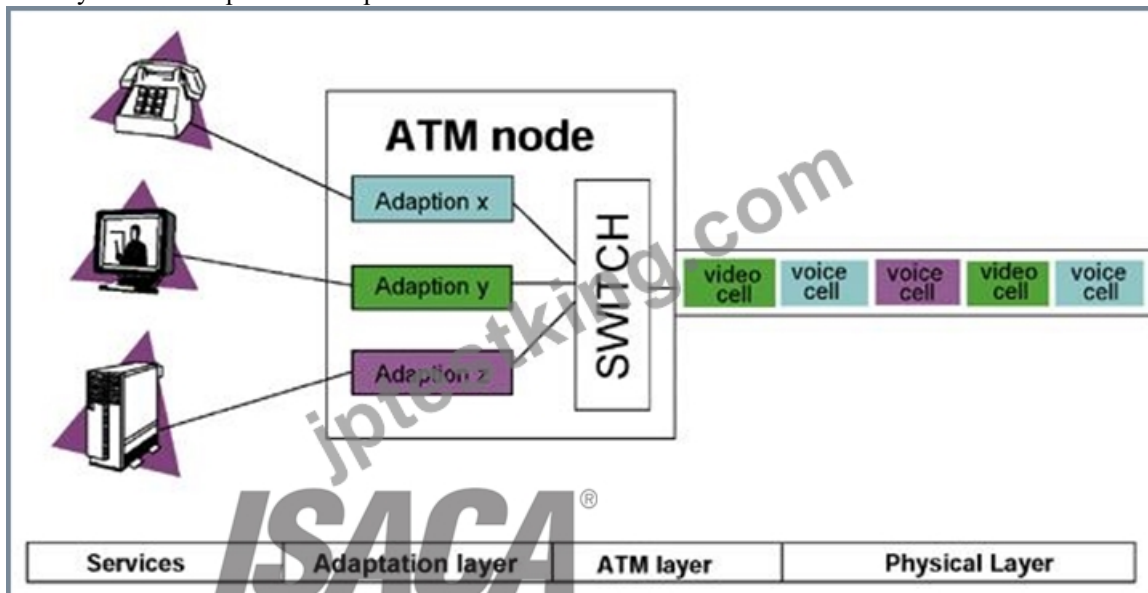 ATM node
Adaption x
Adaption y
Adaption z
SWITCH
video cell
voice cell
voice cell
video cell
voice cell
jptestking.com
ISACA®
Services
Adaptation layer
ATM layer
Physical Layer